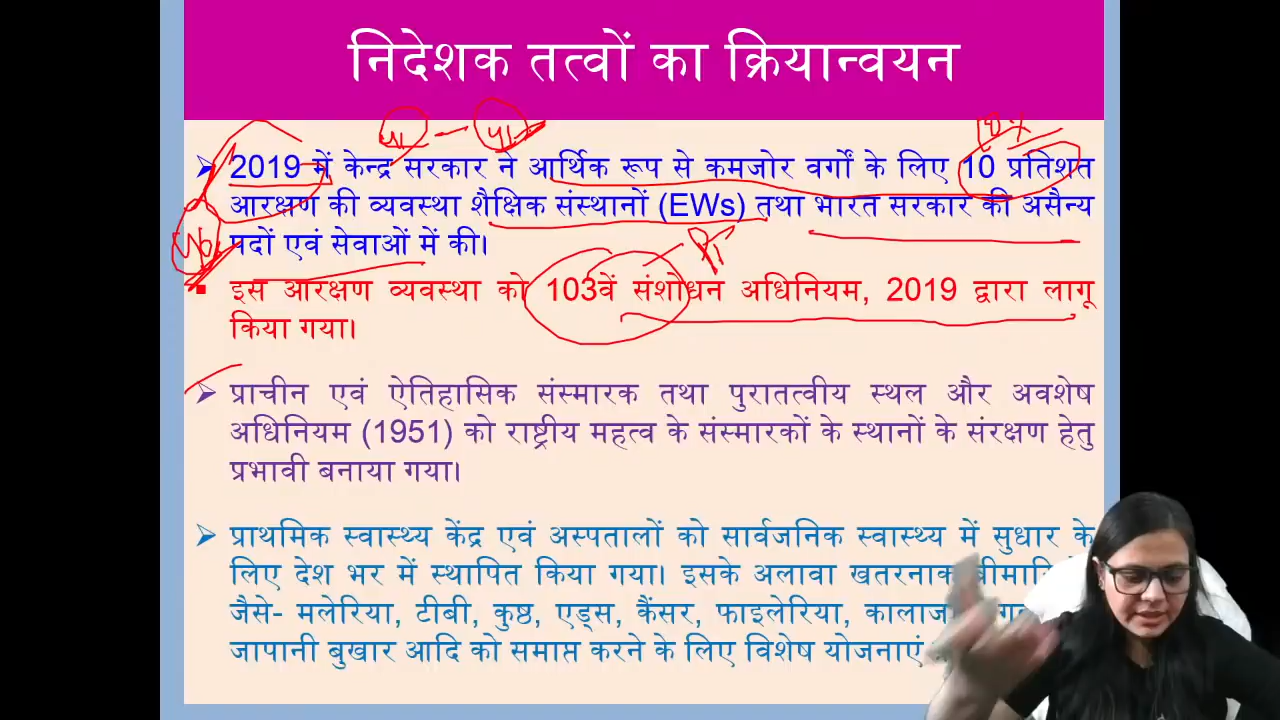 निदेशक तत्वों का क्रियान्वयन
➢ 2019 में केन्द्र सरकार ने आर्थिक रूप से कमजोर वर्गों के लिए 10 प्रतिशत
आरक्षण की व्यवस्था शैक्षिक संस्थानों (EWs) तथा भारत सरकार की असैन्य
पदों एवं सेवाओं में की।
▪ इस आरक्षण व्यवस्था को 103वें संशोधन अधिनियम, 2019 द्वारा लागू
किया गया।
➢ प्राचीन एवं ऐतिहासिक संस्मारक तथा पुरातत्वीय स्थल और अवशेष
अधिनियम (1951) को राष्ट्रीय महत्व के संस्मारकों के स्थानों के संरक्षण हेतु
प्रभावी बनाया गया।
➢ प्राथमिक स्वास्थ्य केंद्र एवं अस्पतालों को सार्वजनिक स्वास्थ्य में सुधार के
लिए देश भर में स्थापित किया गया। इसके अलावा खतरनाक
जैसे- मलेरिया, टीबी, कुष्ठ, एड्स, कैंसर, फाइलेरिया,
जापानी बुखार आदि को समाप्त करने के लिए विशेष योजनाएं